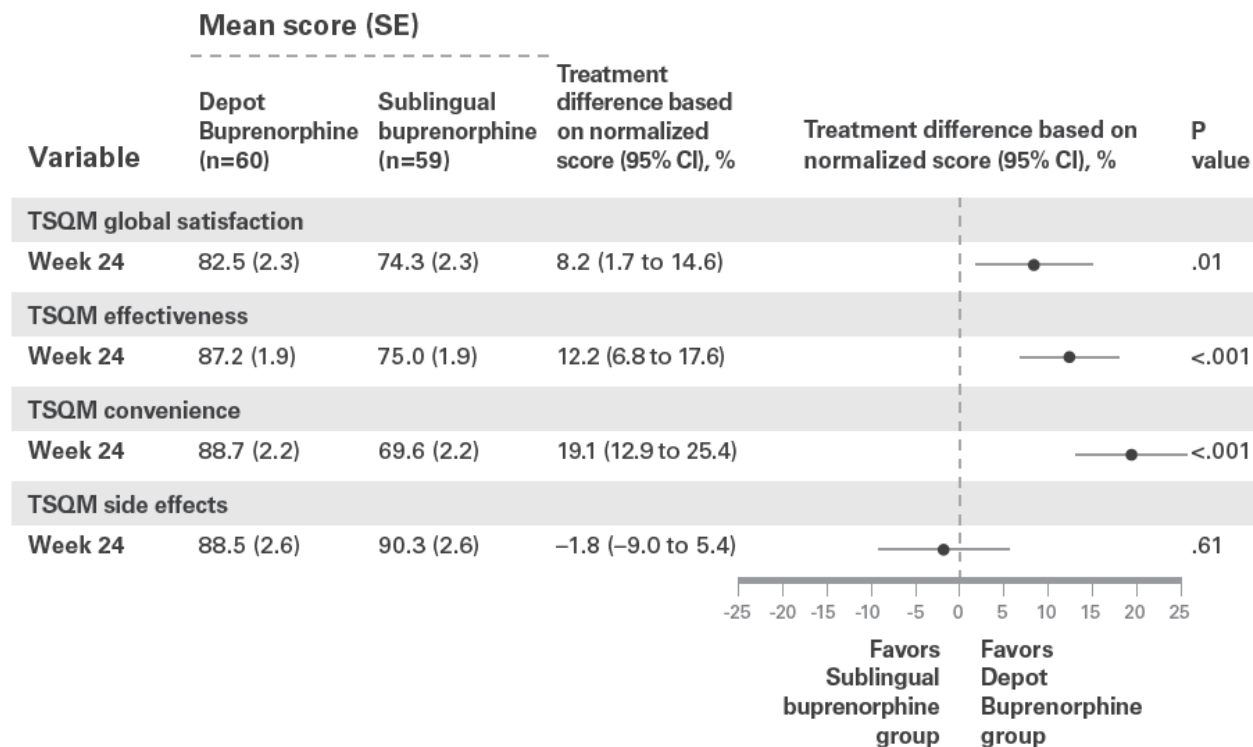 Mean score (SE)
Variable
Depot
Buprenorphine
(n=60)
Sublingual
buprenorphine
(n=59)
Treatment
difference based
on normalized
score (95% CI), %
Treatment difference based on
normalized score (95% CI), %
P
value
TSQM global satisfaction
Week 24 82.5 (2.3) 74.3 (2.3) 8.2 (1.7 to 14.6) .01
TSQM effectiveness
Week 24 87.2 (1.9) 75.0 (1.9) 12.2 (6.8 to 17.6) <.001
TSQM convenience
Week 24 88.7 (2.2) 69.6 (2.2) 19.1 (12.9 to 25.4) <.001
TSQM side effects
Week 24 88.5 (2.6) 90.3 (2.6) –1.8 (–9.0 to 5.4) .61
-25 -20 -15 -10 -5 0 5 10 15 20 25
Favors
Sublingual
buprenorphine
group
Favors
Depot
Buprenorphine
group